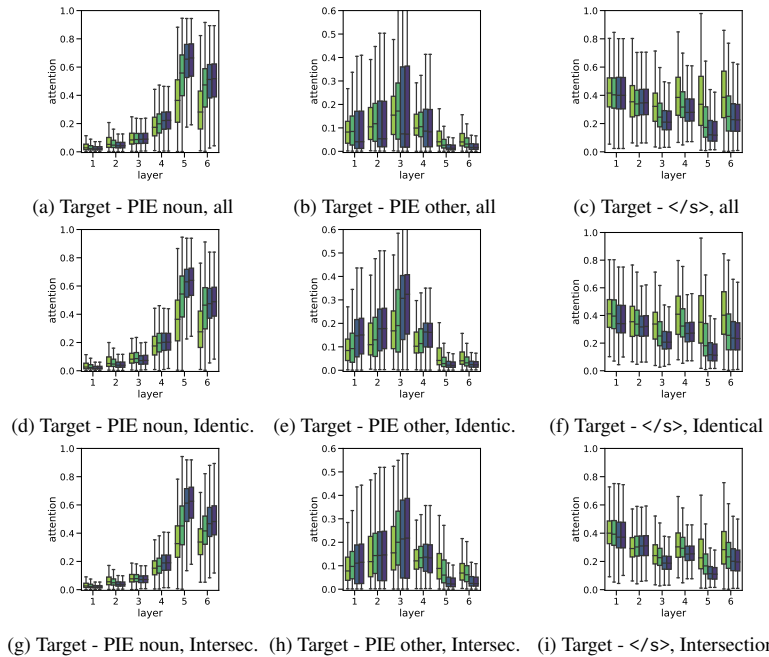 1.0
0.8
0.6
0.4
0.2
0.0
attention
1 2 3 4 5 6
layer
(a) Target - PIE noun, all
0.6
0.5
0.4
0.3
0.2
0.1
0.0
attention
1 2 3 4 5 6
layer
(b) Target - PIE other, all
1.0
0.8
0.6
0.4
0.2
0.0
attention
1 2 3 4 5 6
layer
(c) Target - </s>, all
1.0
0.8
0.6
0.4
0.2
0.0
attention
1 2 3 4 5 6
layer
(d) Target - PIE noun, Identic.
0.6
0.5
0.4
0.3
0.2
0.1
0.0
attention
1 2 3 4 5 6
layer
(e) Target - PIE other, Identic.
1.0
0.8
0.6
0.4
0.2
0.0
attention
1 2 3 4 5 6
layer
(f) Target - </s>, Identical
1.0
0.8
0.6
0.4
0.2
0.0
attention
1 2 3 4 5 6
layer
(g) Target - PIE noun, Intersec.
0.6
0.5
0.4
0.3
0.2
0.1
0.0
attention
1 2 3 4 5 6
layer
(h) Target - PIE other, Intersec.
1.0
0.8
0.6
0.4
0.2
0.0
attention
1 2 3 4 5 6
layer
(i) Target - </s>, Intersection